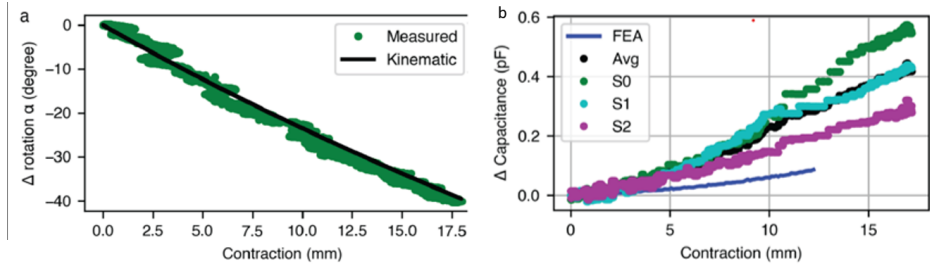 a
Δ rotation α (degree)
0
−10
−20
−30
−40
Measured
Kinematic
0.0 2.5 5.0 7.5 10.0 12.5 15.0 17.5
Contraction (mm)
b
Δ Capacitance (pF)
0.6
0.4
0.2
0.0
FEA
Avg
S0
S1
S2
0 5 10 15
Contraction (mm)